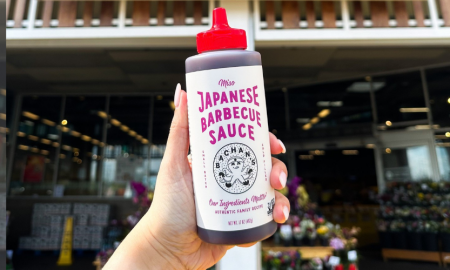 Miso
JAPANESE
BARBECUE
SAUCE
BACHAN'S
Our Ingredients Matter
AUTHENTIC FAMILY RECIPE